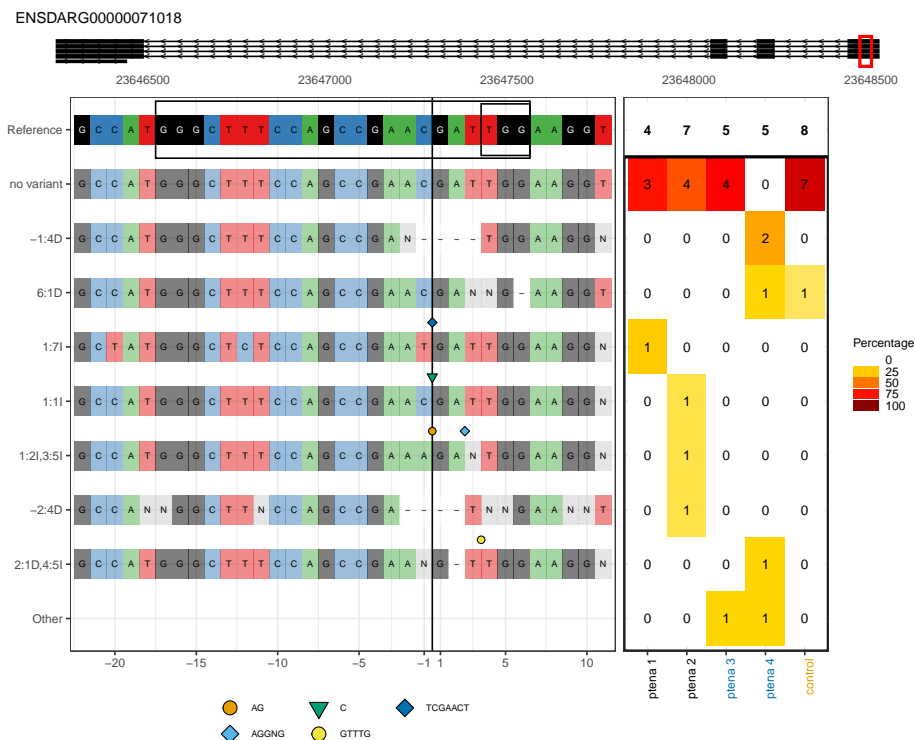 ENSDARG00000071018
23646500 23647000 23647500 23648000 23648500
Reference G C C A T G G G C T T T C C A G C C G A A C G A T T G G A A G G T 4 7 5 5 8
no variant G C C A T G G G C T T T C C A G C C G A A C G A T T G G A A G G T 3 4 4 0 7
−1:4D G C C A T G G G C T T T C C A G C C G A N - - - - T G G A A G G N 0 0 0 2 0
6:1D G C C A T G G G C T T T C C A G C C G A A C G A N N G - A A G G T 0 0 0 1 1
1:7I G C T A T G G G C T C T C C A G C C G A A T G A T T G G A A G G N 1 0 0 0 0
1:1I G C C A T G G G C T T T C C A G C C G A A C G A T T G G A A G G N 0 1 0 0 0
1:2I,3:5I G C C A T G G G C T T T C C A G C C G A A A G A N T G G A A G G N 0 1 0 0 0
−2:4D G C C A N N G G C T T N C C A G C C G A - - - - T N N G A A N N T 0 1 0 0 0
2:1D,4:5I G C C A T G G G C T T T C C A G C C G A A N G - T T G G A A G G N 0 0 0 1 0
Other 0 0 1 1 0
−20 −15 −10 −5 −1 1 5 10
ptena 1 ptena 2 ptena 3 ptena 4 control
Percentage
0
25
50
75
100
AG C TCGAACT
AGGNG GTTTG